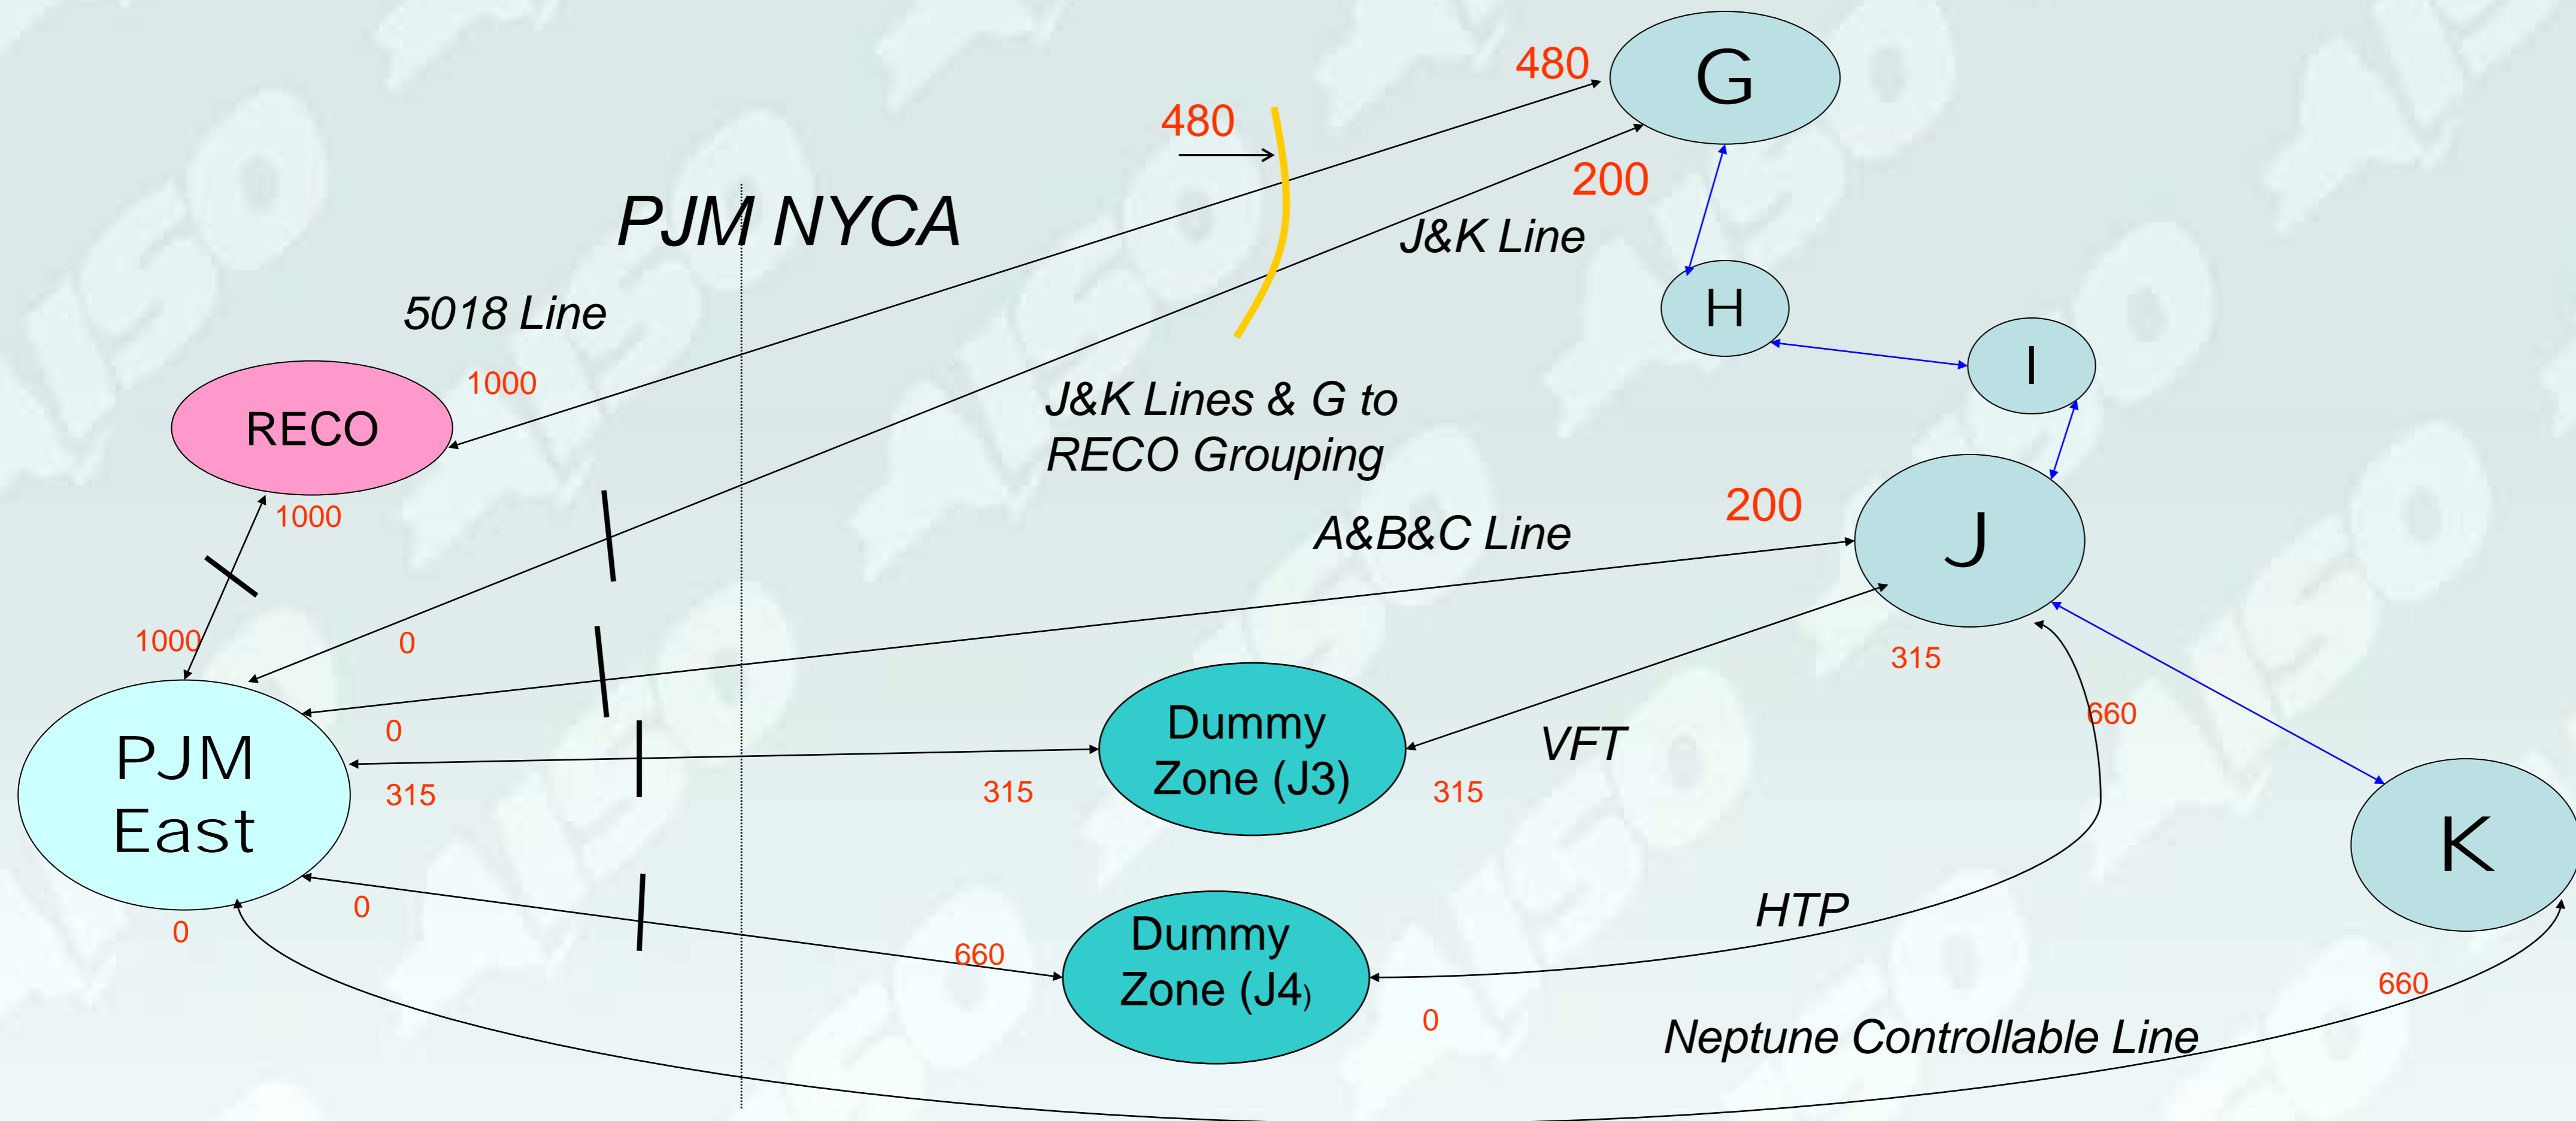 G
480
480
200
PJM NYCA
J&K Line
5018 Line
H
I
1000
RECO
J&K Lines & G to
RECO Grouping
1000
200
A&B&C Line
J
1000
0
315
660
Dummy
Zone (J3)
0
VFT
PJM
East
315
315
315
K
0
0
HTP
660
Dummy
Zone (J4)
660
0
Neptune Controllable Line